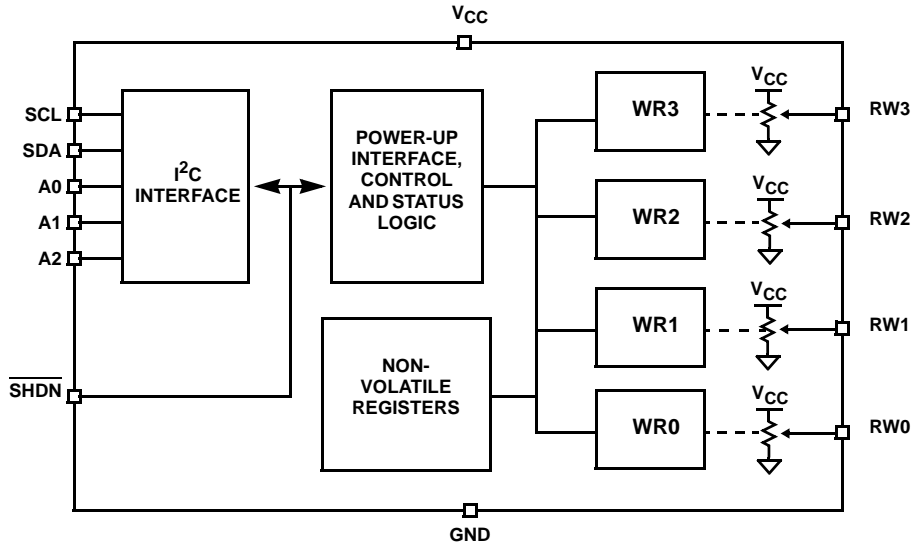 VCC
SCL
SDA
A0
A1
A2
SHDN
I2C
INTERFACE
POWER-UP
INTERFACE,
CONTROL
AND STATUS
LOGIC
NON-
VOLATILE
REGISTERS
WR3
VCC
RW3
WR2
VCC
RW2
WR1
VCC
RW1
WR0
VCC
RW0
GND